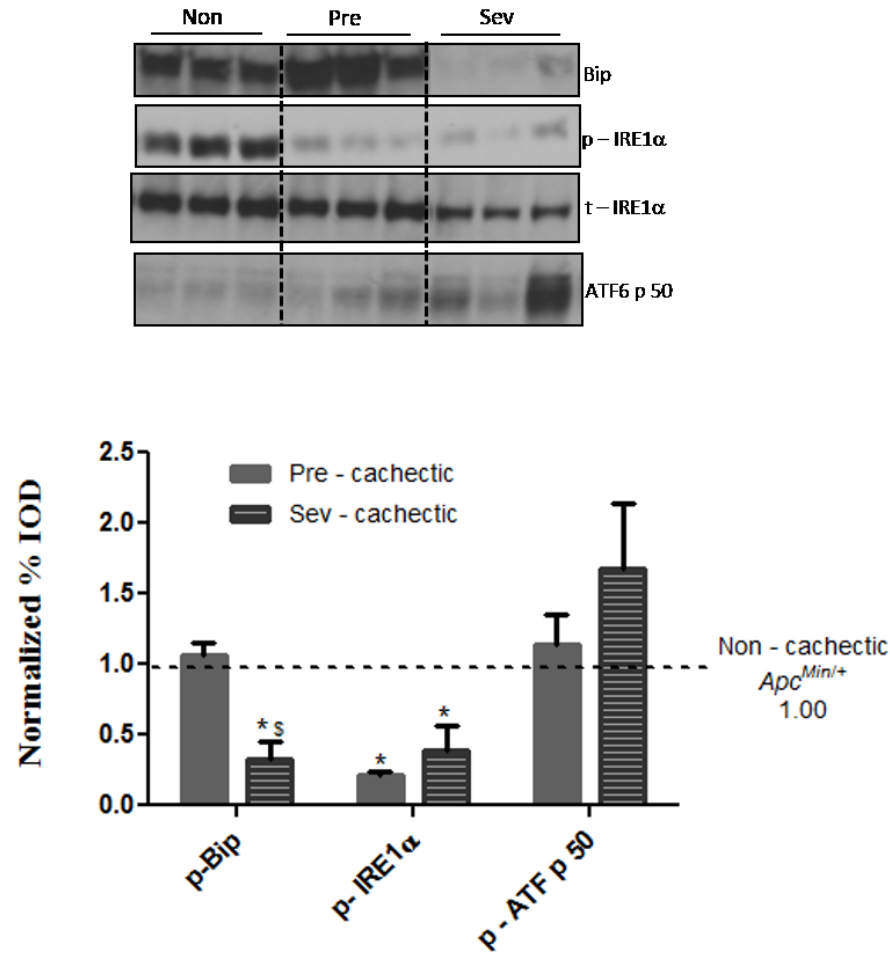 Non Pre Sev
Bip
p – IRE1α
t – IRE1α
ATF6 p 50
Normalized % IOD
2.5
2.0
1.5
1.0
0.5
0.0
Pre - cachectic
Sev - cachectic
* $
*
*
Non - cachectic
Apc^Min/+
1.00
p-Bip
p- IRE1α
p - ATF p 50